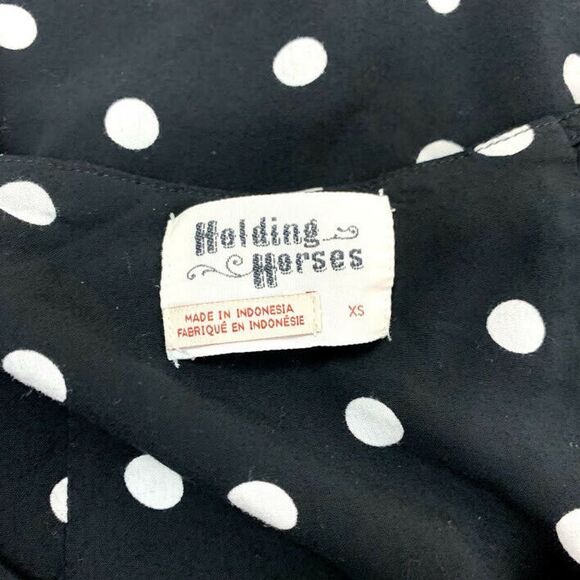 Holding
Horses
MADE IN INDONESIA
FABRIQUÉ EN INDONÉSIE
XS